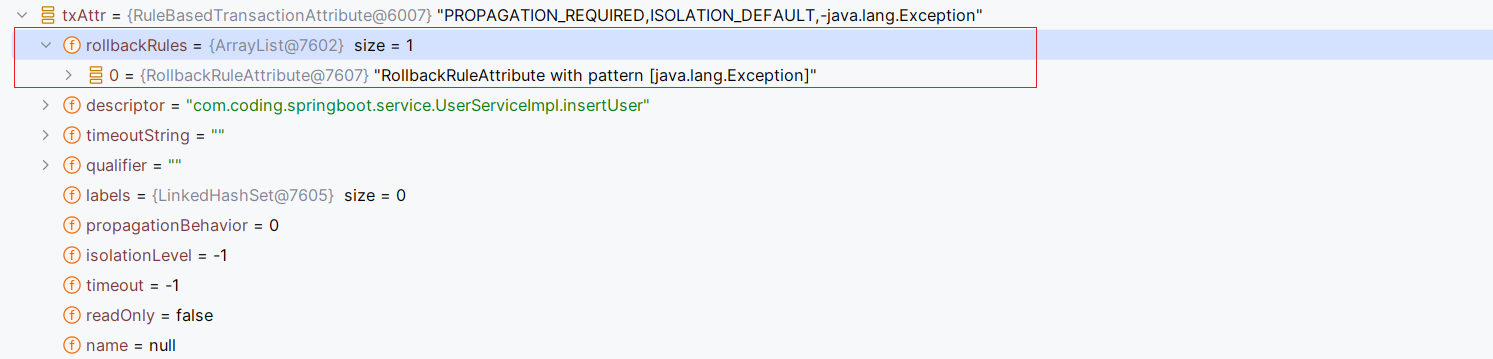 txAttr = {RuleBasedTransactionAttribute@6007} "PROPAGATION_REQUIRED,ISOLATION_DEFAULT,-java.lang.Exception"
f rollbackRules = {ArrayList@7602} size = 1
0 = {RollbackRuleAttribute@7607} "RollbackRuleAttribute with pattern [java.lang.Exception]"
f descriptor = "com.coding.springboot.service.UserServiceImpl.insertUser"
f timeoutString = ""
f qualifier = ""
f labels = {LinkedHashSet@7605} size = 0
f propagationBehavior = 0
f isolationLevel = -1
f timeout = -1
f readOnly = false
f name = null